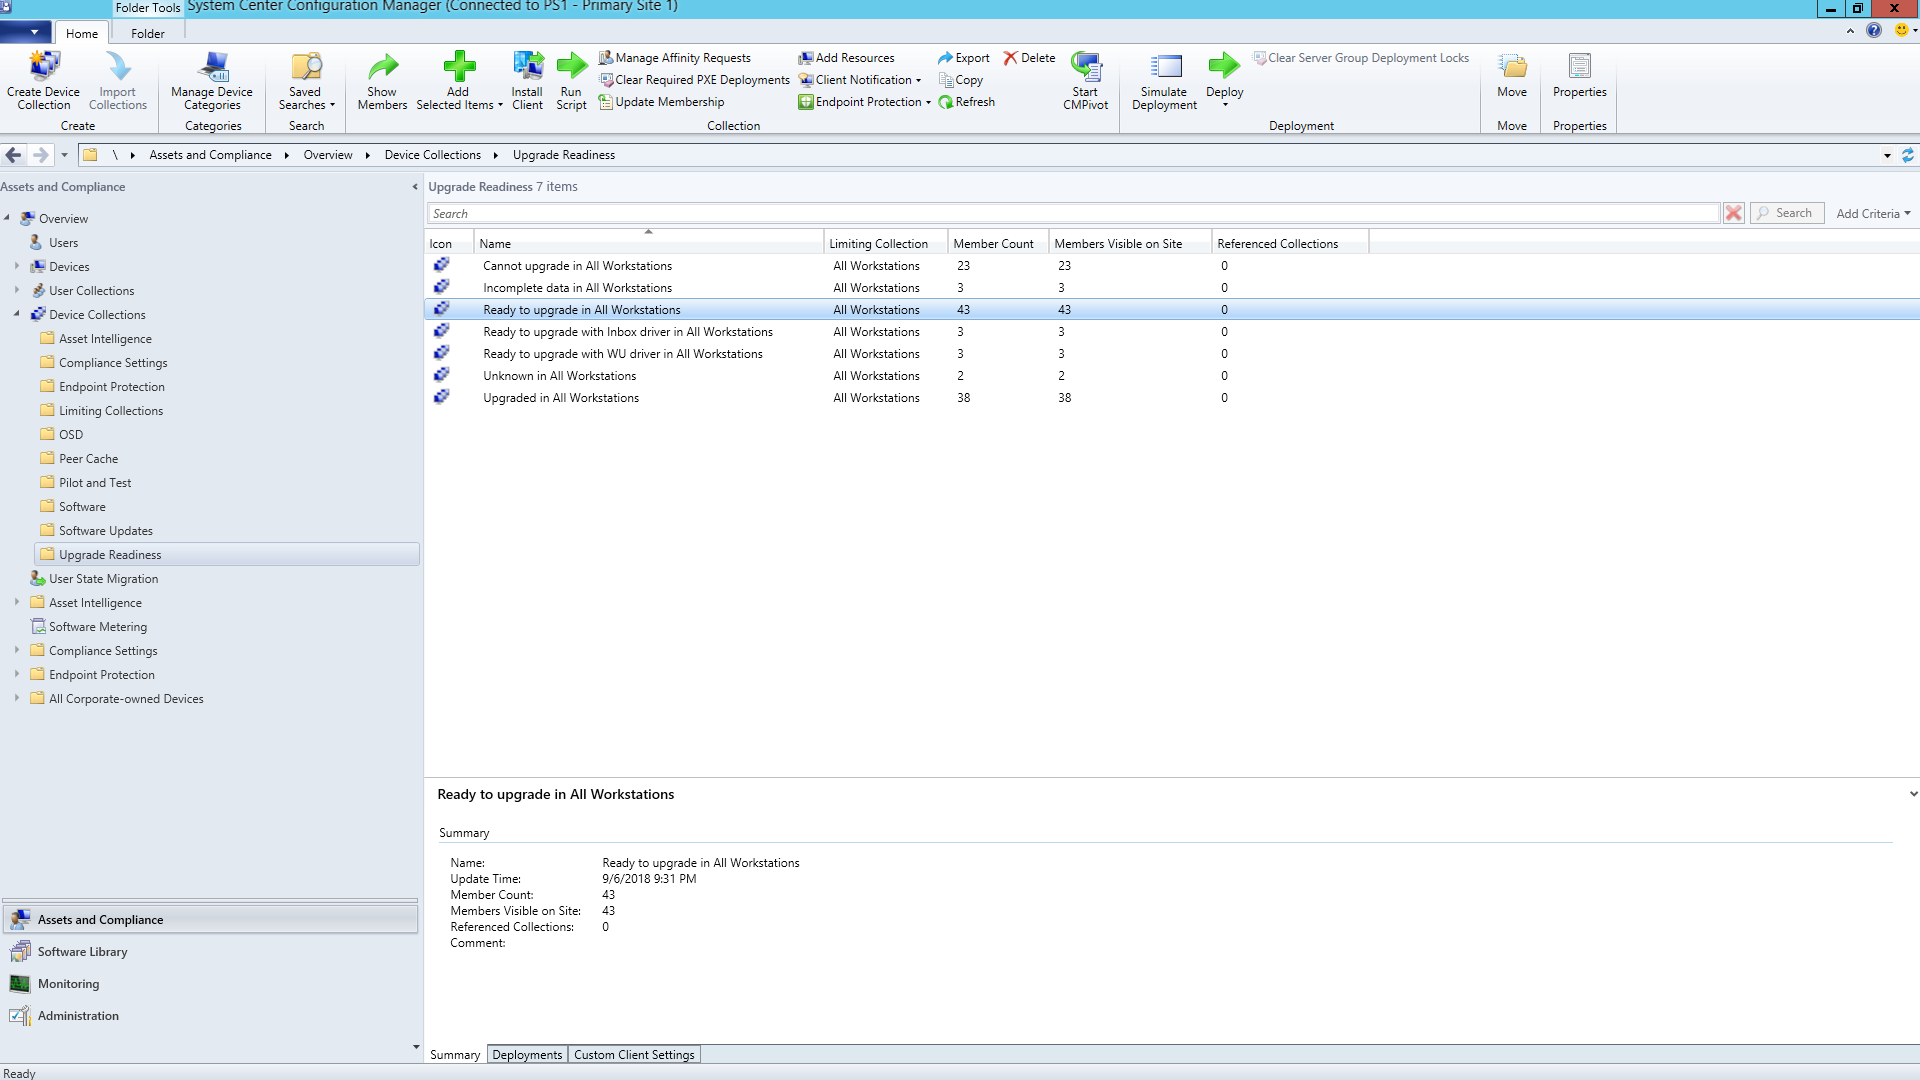 Folder Tools System Center Configuration Manager (Connected to PS1 - Primary Site 1)
Home Folder
Create Device Collection
Import Collections
Create
Manage Device Categories
Categories
Saved Searches
Search
Show Members
Add Selected Items
Install Client
Run Script
Manage Affinity Requests
Clear Required PXE Deployments
Update Membership
Add Resources
Client Notification
Endpoint Protection
Export
Copy
Refresh
Delete
Start CMPivot
Collection
Simulate Deployment
Deploy
Clear Server Group Deployment Locks
Deployment
Move
Move
Properties
Properties
\ Assets and Compliance Overview Device Collections Upgrade Readiness
Assets and Compliance
Overview
Users
Devices
User Collections
Device Collections
Asset Intelligence
Compliance Settings
Endpoint Protection
Limiting Collections
OSD
Peer Cache
Pilot and Test
Software
Software Updates
Upgrade Readiness
User State Migration
Asset Intelligence
Software Metering
Compliance Settings
Endpoint Protection
All Corporate-owned Devices
Assets and Compliance
Software Library
Monitoring
Administration
Upgrade Readiness 7 items
Search Search Add Criteria
Icon Name Limiting Collection Member Count Members Visible on Site Referenced Collections
Cannot upgrade in All Workstations All Workstations 23 23 0
Incomplete data in All Workstations All Workstations 3 3 0
Ready to upgrade in All Workstations All Workstations 43 43 0
Ready to upgrade with Inbox driver in All Workstations All Workstations 3 3 0
Ready to upgrade with WU driver in All Workstations All Workstations 3 3 0
Unknown in All Workstations All Workstations 2 2 0
Upgraded in All Workstations All Workstations 38 38 0
Ready to upgrade in All Workstations
Summary
Name: Ready to upgrade in All Workstations
Update Time: 9/6/2018 9:31 PM
Member Count: 43
Members Visible on Site: 43
Referenced Collections: 0
Comment:
Summary Deployments Custom Client Settings
Ready